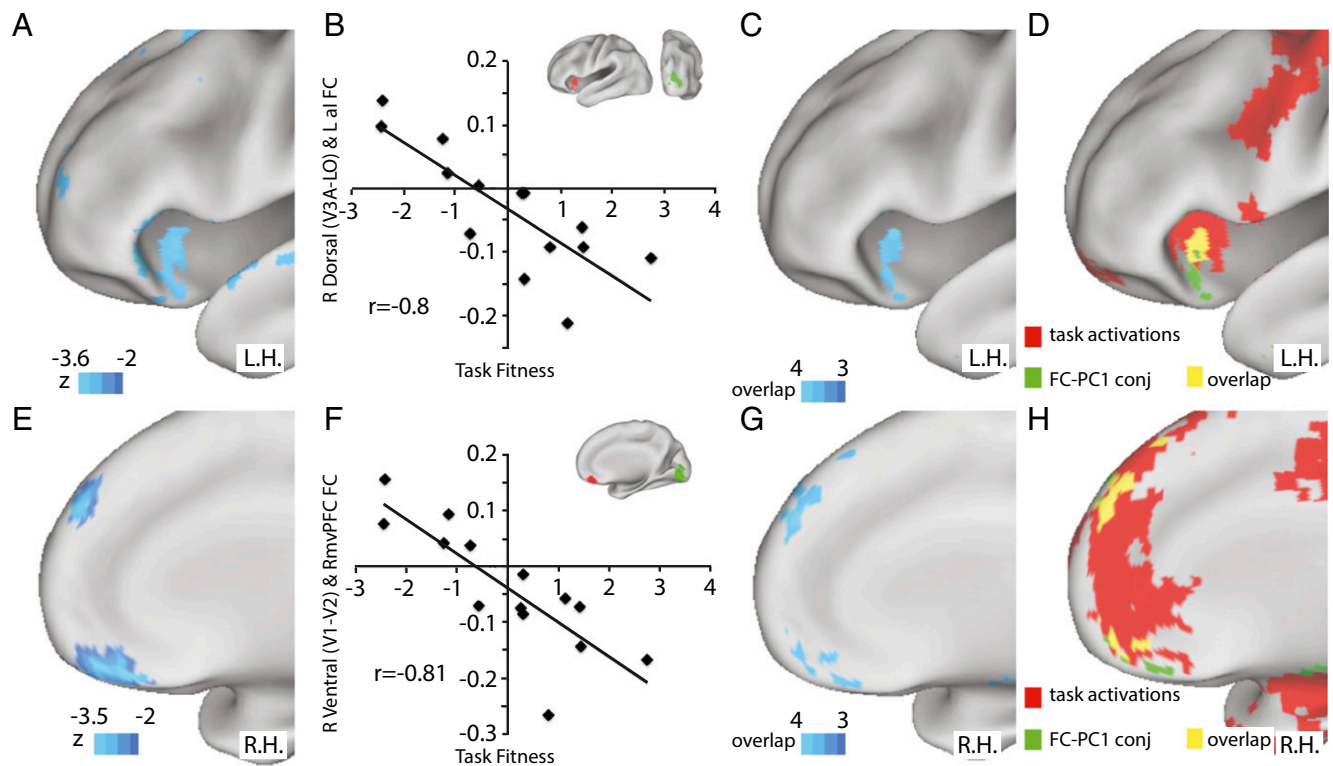 A
-3.6 -2
z
L.H.
B
R Dorsal (V3A-LO) & L aI FC
0.2
0.1
-3 -2 -1 1 2 3 4
-0.1
-0.2
r=-0.8
Task Fitness
C
4 3
overlap
L.H.
D
task activations
L.H.
FC-PC1 conj
overlap
E
-3.5 -2
z
R.H.
F
R Ventral (V1-V2) & RmvPFC FC
0.2
0.1
-3 -2 -1 1 2 3 4
-0.1
r=-0.81
-0.2
-0.3
Task Fitness
G
4 3
overlap
R.H.
H
task activations
FC-PC1 conj
overlap
R.H.